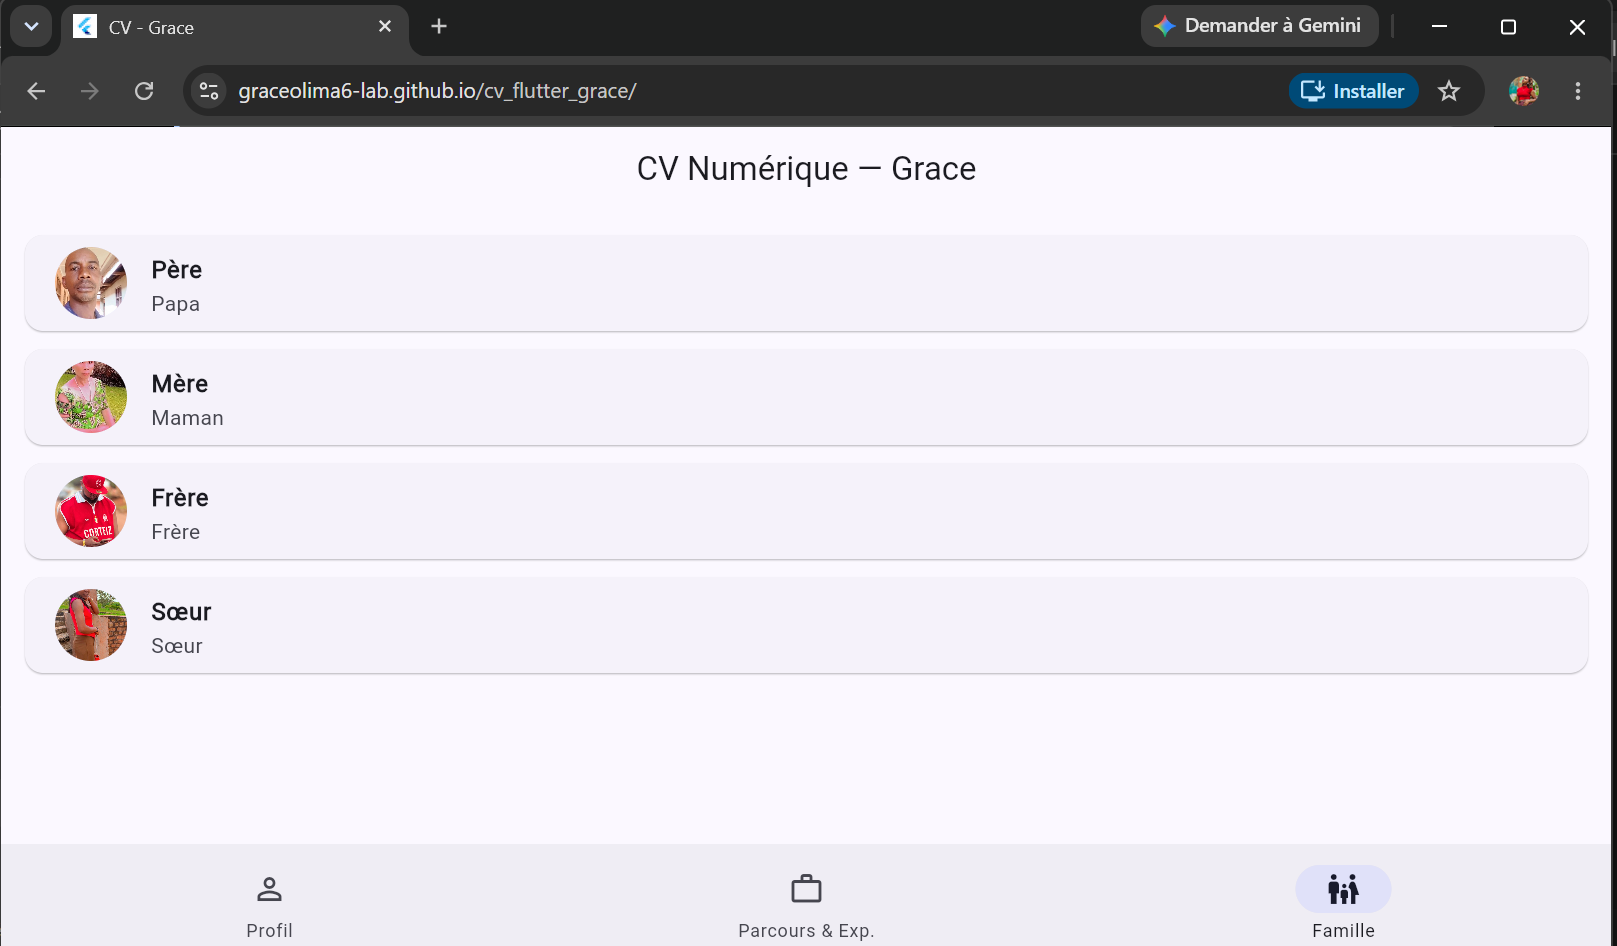 CV - Grace
Demander à Gemini
graceolima6-lab.github.io/cv_flutter_grace/
Installer
CV Numérique — Grace
Père
Papa
Mère
Maman
CORTEIZ
Frère
Frère
Sœur
Sœur
Profil
Parcours & Exp.
Famille